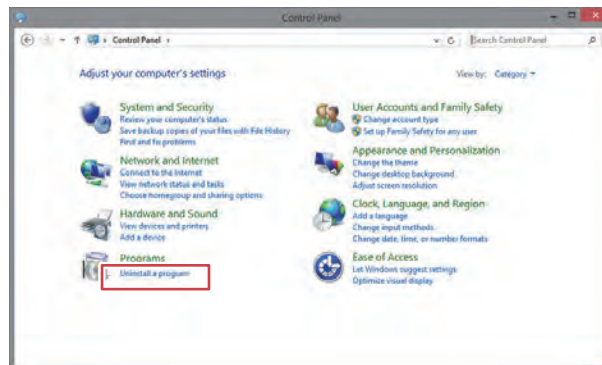 Control Panel
Control Panel
Search Control Panel
Adjust your computer's settings
View by: Category
System and Security
Review your computer's status
Save backup copies of your files with File History
Find and fix problems
Network and Internet
Connect to the Internet
View network status and tasks
Choose homegroup and sharing options
Hardware and Sound
View devices and printers
Add a device
Programs
Uninstall a program
User Accounts and Family Safety
Change account type
Set up Family Safety for any user
Appearance and Personalization
Change the theme
Change desktop background
Adjust screen resolution
Clock, Language, and Region
Add a language
Change input methods
Change date, time, or number formats
Ease of Access
Let Windows suggest settings
Optimize visual display